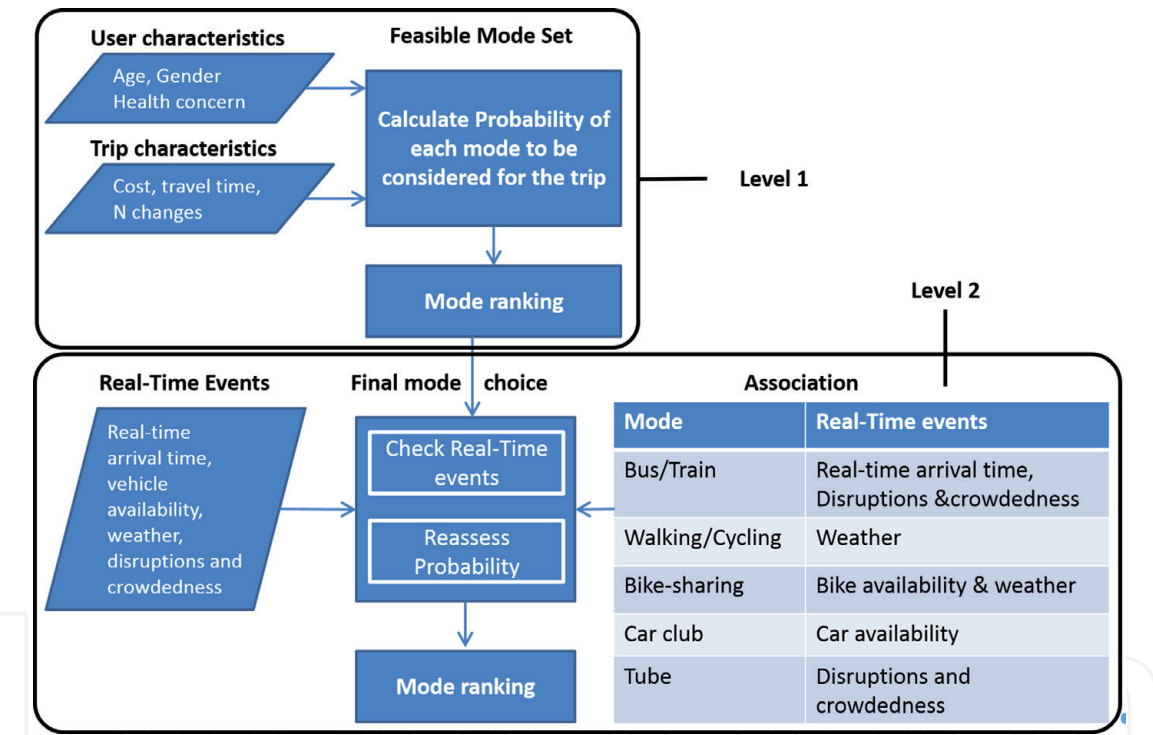 User characteristics
Age, Gender
Health concern
Trip characteristics
Cost, travel time,
N changes
Feasible Mode Set
Calculate Probability of
each mode to be
considered for the trip
Mode ranking
Level 1
Level 2
Real-Time Events
Real-time
arrival time,
vehicle
availability,
weather,
disruptions and
crowdedness
Final mode choice
Check Real-Time
events
Reassess
Probability
Mode ranking
Association
Mode Real-Time events
Bus/Train Real-time arrival time,
Disruptions &crowdedness
Walking/Cycling Weather
Bike-sharing Bike availability & weather
Car club Car availability
Tube Disruptions and
crowdedness